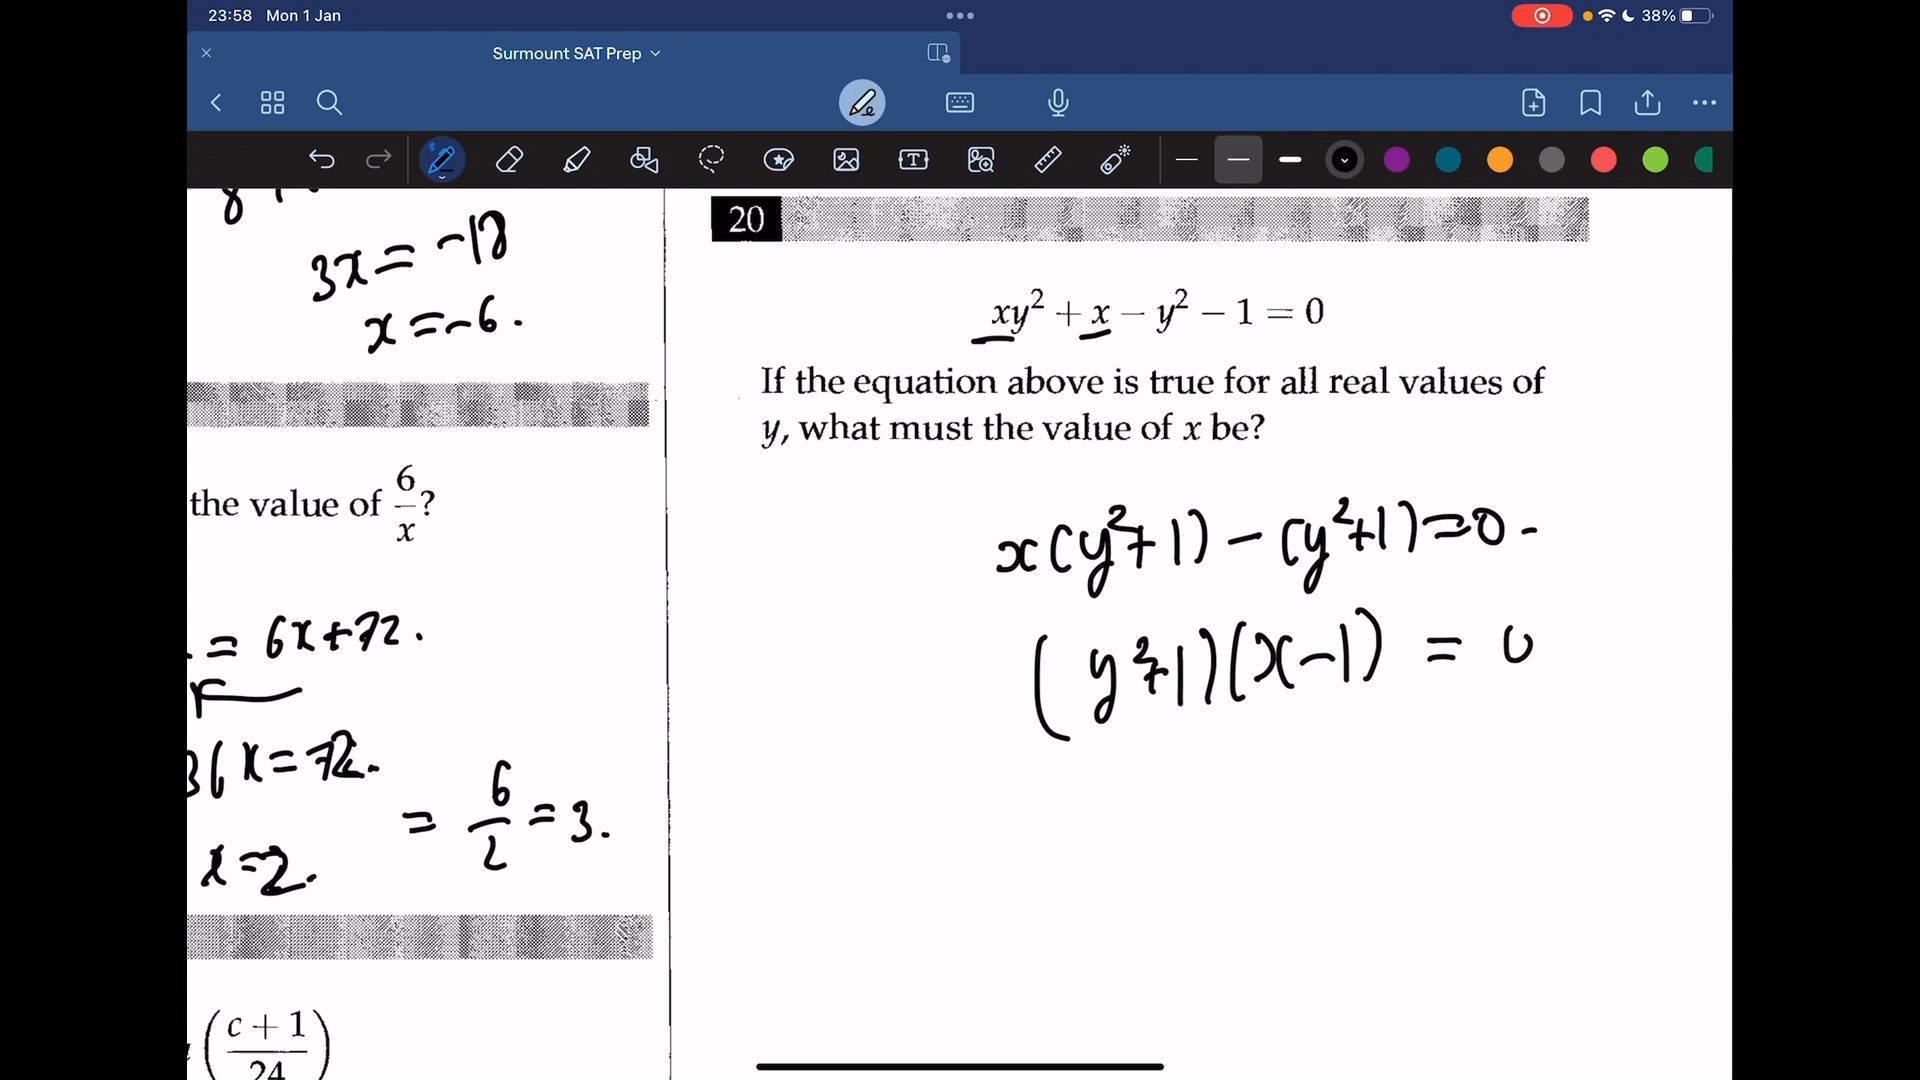 23:58 Mon 1 Jan
38%
Surmount SAT Prep
3x = -18
x = -6.
the value of 6/x?
= 6x+72.
36x = 72.
= 6/2 = 3.
x = 2.
(c + 1 / 24)
20
xy² + x − y² − 1 = 0
If the equation above is true for all real values of
y, what must the value of x be?
x(y²+1) − (y²+1) = 0.
(y²+1)(x−1) = 0